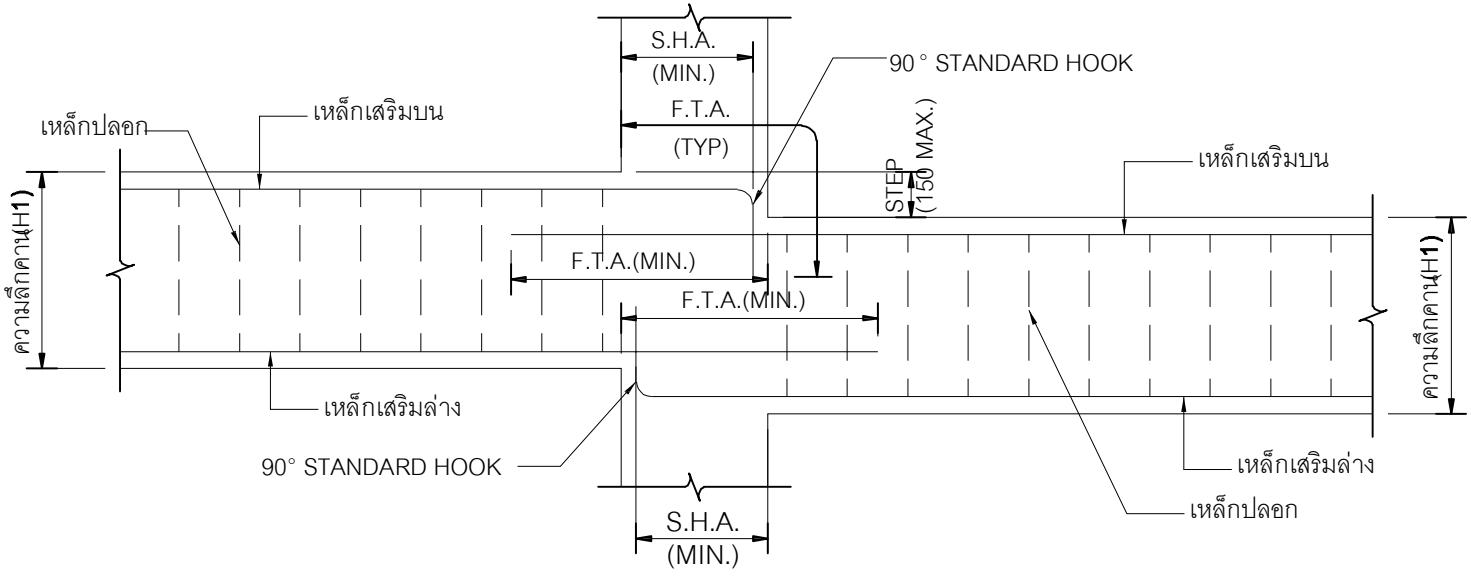 S.H.A.
(MIN.)
90° STANDARD HOOK
เหล็กเสริมบน
F.T.A.
(TYP)
เหล็กปลอก
STEP
(150 MAX.)
เหล็กเสริมบน
ความลึกคาน(H1)
F.T.A.(MIN.)
F.T.A.(MIN.)
ความลึกคาน(H1)
เหล็กเสริมล่าง
90° STANDARD HOOK
เหล็กเสริมล่าง
เหล็กปลอก
S.H.A.
(MIN.)